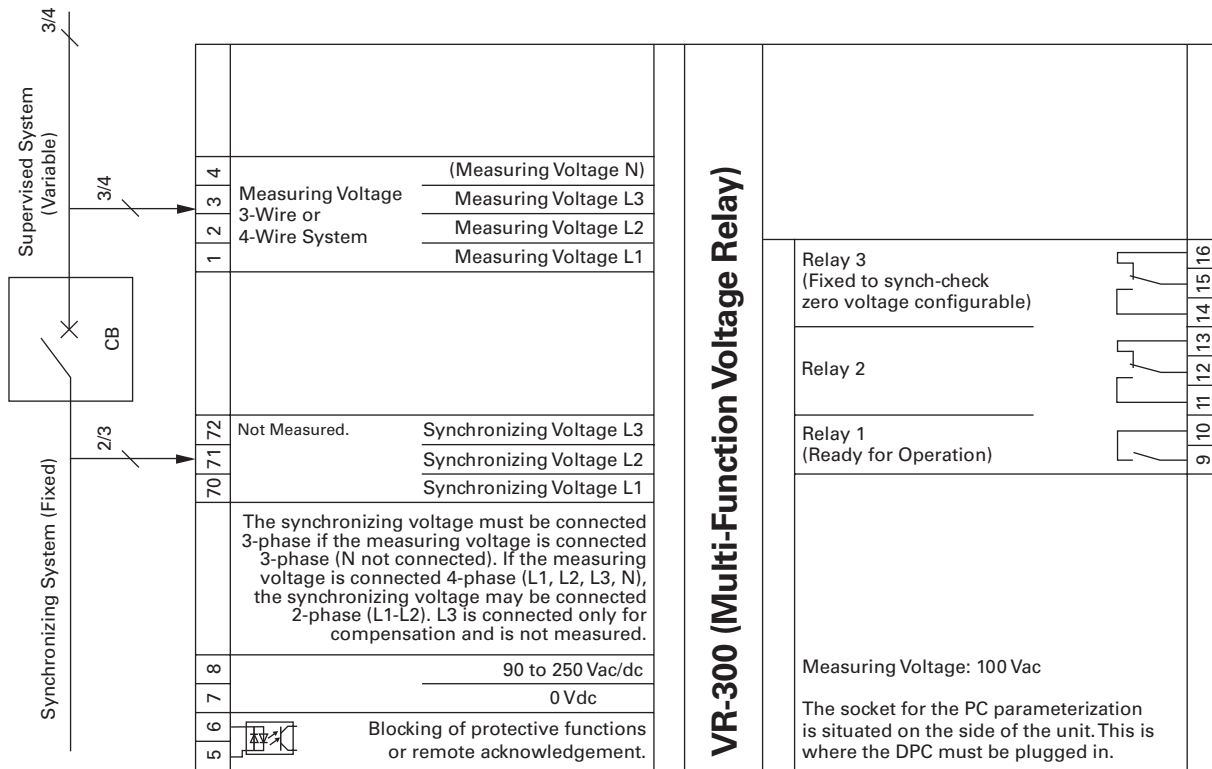 3/4
Supervised System
(Variable)
3/4
CB
2/3
Synchronizing System (Fixed)
4
(Measuring Voltage N)
3
Measuring Voltage
3-Wire or
4-Wire System
Measuring Voltage L3
2
Measuring Voltage L2
1
Measuring Voltage L1
72
Not Measured.
Synchronizing Voltage L3
71
Synchronizing Voltage L2
70
Synchronizing Voltage L1
The synchronizing voltage must be connected
3-phase if the measuring voltage is connected
3-phase (N not connected). If the measuring
voltage is connected 4-phase (L1, L2, L3, N),
the synchronizing voltage may be connected
2-phase (L1-L2). L3 is connected only for
compensation and is not measured.
8
90 to 250 Vac/dc
7
0 Vdc
6
5
Blocking of protective functions
or remote acknowledgement.
VR-300 (Multi-Function Voltage Relay)
Relay 3
(Fixed to synch-check
zero voltage configurable)
16
15
14
Relay 2
13
12
11
Relay 1
(Ready for Operation)
10
9
Measuring Voltage: 100 Vac
The socket for the PC parameterization
is situated on the side of the unit. This is
where the DPC must be plugged in.